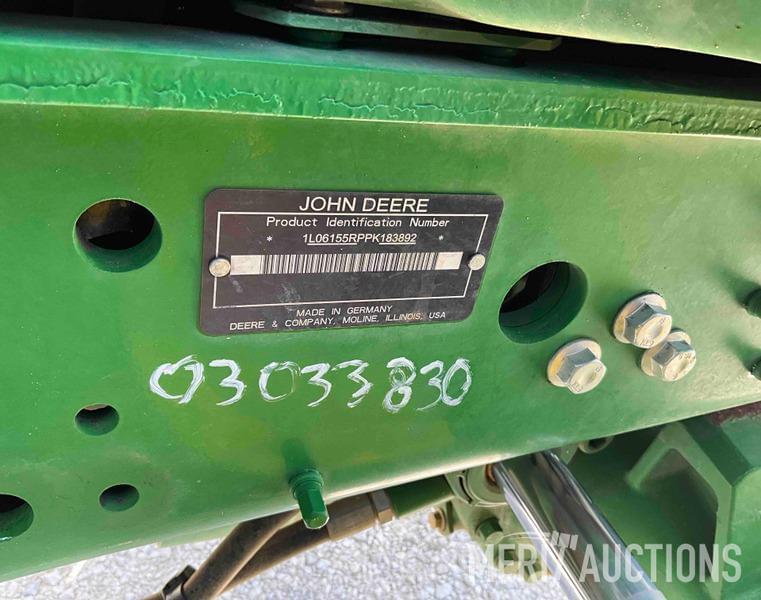 JOHN DEERE
Product Identification Number
* 1L06155RPPK183892 *
MADE IN GERMANY
DEERE & COMPANY, MOLINE, ILLINOIS, USA
03033830
MERIT AUCTIONS